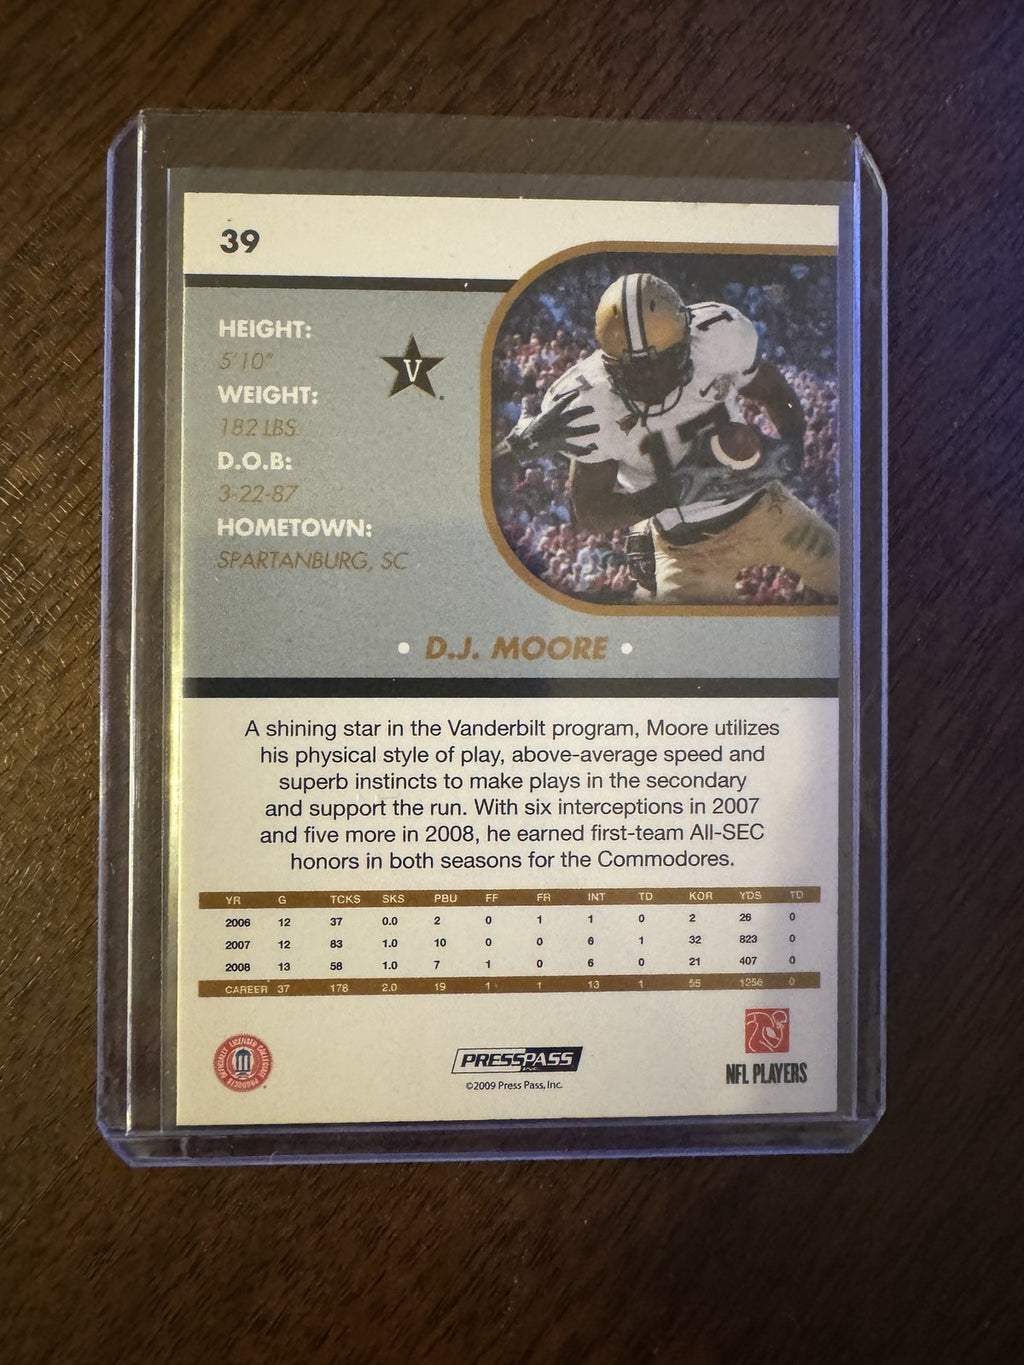 39
HEIGHT:
5'10"
WEIGHT:
182 LBS.
D.O.B:
3-22-87
HOMETOWN:
SPARTANBURG, SC
V
17
17
• D.J. MOORE •
A shining star in the Vanderbilt program, Moore utilizes
his physical style of play, above-average speed and
superb instincts to make plays in the secondary
and support the run. With six interceptions in 2007
and five more in 2008, he earned first-team All-SEC
honors in both seasons for the Commodores.
YR G TCKS SKS PBU FF FR INT TD KOR YDS TD
2006 12 37 0.0 2 0 1 1 0 2 26 0
2007 12 83 1.0 10 0 0 6 1 32 823 0
2008 13 58 1.0 7 1 0 6 0 21 407 0
CAREER 37 178 2.0 19 1 1 13 1 55 1256 0
OFFICIALLY LICENSED COLLEGIATE PRODUCTS
PRESSPASS
INC.
©2009 Press Pass, Inc.
NFL PLAYERS